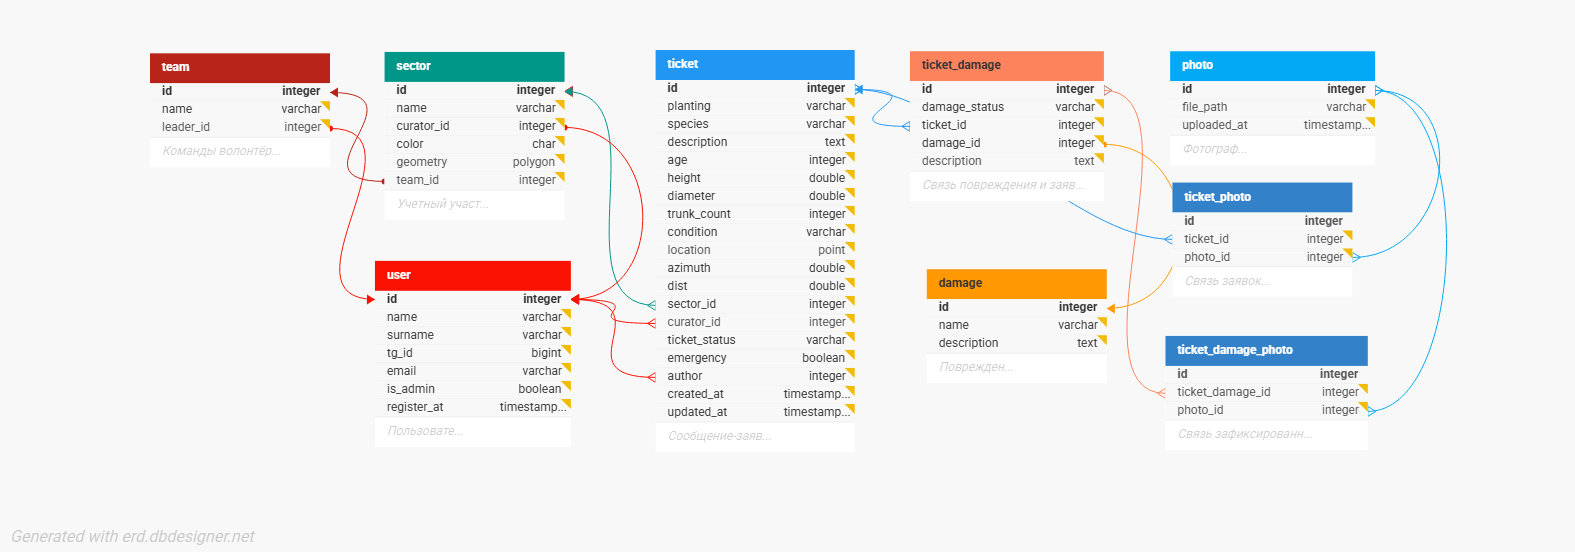 team
id integer
name varchar
leader_id integer
Команды волонтёр...
sector
id integer
name varchar
curator_id integer
color char
geometry polygon
team_id integer
Учетный участ...
user
id integer
name varchar
surname varchar
tg_id bigint
email varchar
is_admin boolean
register_at timestamp...
Пользовате...
ticket
id integer
planting varchar
species varchar
description text
age integer
height double
diameter double
trunk_count integer
condition varchar
location point
azimuth double
dist double
sector_id integer
curator_id integer
ticket_status varchar
emergency boolean
author integer
created_at timestamp...
updated_at timestamp...
Сообщение-заяв...
ticket_damage
id integer
damage_status varchar
ticket_id integer
damage_id integer
description text
Связь повреждения и заяв...
damage
id integer
name varchar
description text
Поврежден...
photo
id integer
file_path varchar
uploaded_at timestamp...
Фотограф...
ticket_photo
id integer
ticket_id integer
photo_id integer
Связь заявок...
ticket_damage_photo
id integer
ticket_damage_id integer
photo_id integer
Связь зафиксированн...
Generated with erd.dbdesigner.net